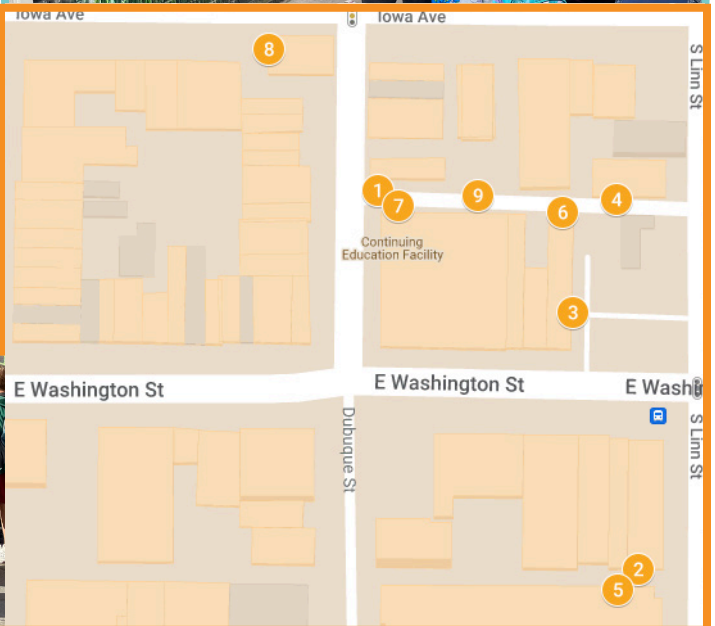 Iowa Ave
Iowa Ave
8
S Linn St
1
7
9
6
4
Continuing
Education Facility
3
E Washington St
E Washington St
E Washin
Dubuque St
S Linn St
2
5